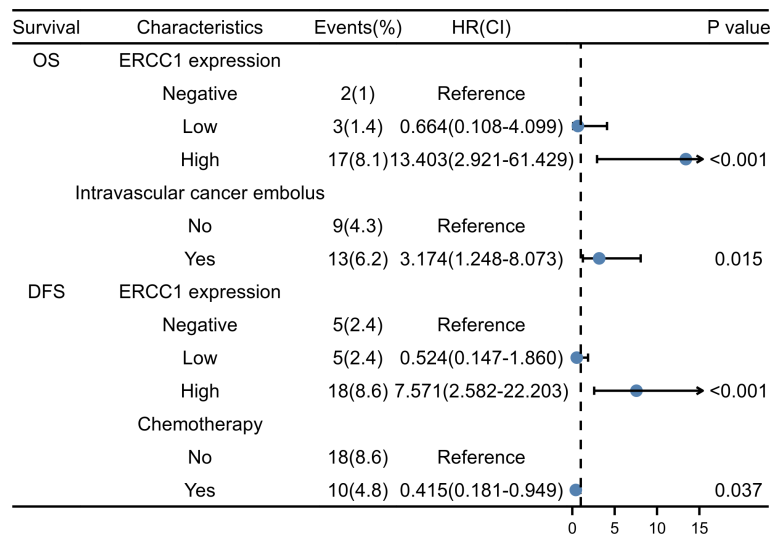 Survival Characteristics Events(%) HR(CI) P value
OS ERCC1 expression
Negative 2(1) Reference
Low 3(1.4) 0.664(0.108-4.099)
High 17(8.1) 13.403(2.921-61.429) <0.001
Intravascular cancer embolus
No 9(4.3) Reference
Yes 13(6.2) 3.174(1.248-8.073) 0.015
DFS ERCC1 expression
Negative 5(2.4) Reference
Low 5(2.4) 0.524(0.147-1.860)
High 18(8.6) 7.571(2.582-22.203) <0.001
Chemotherapy
No 18(8.6) Reference
Yes 10(4.8) 0.415(0.181-0.949) 0.037
0 5 10 15